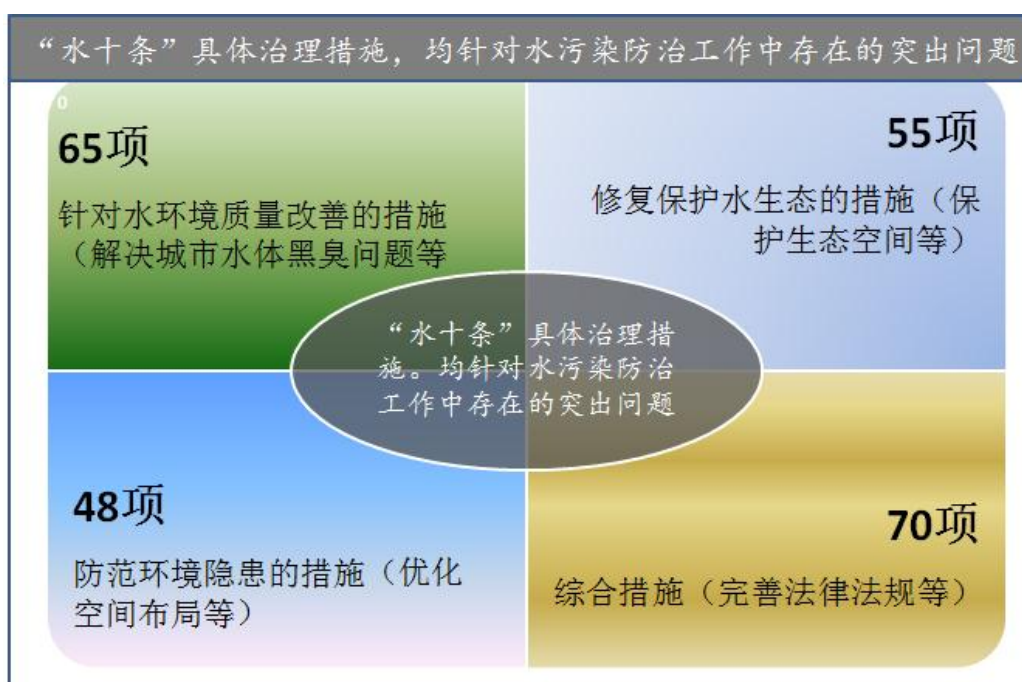 “水十条”具体治理措施，均针对水污染防治工作中存在的突出问题
0
65项
针对水环境质量改善的措施
（解决城市水体黑臭问题等
55项
修复保护水生态的措施（保
护生态空间等）
“水十条”具体治理措
施。均针对水污染防治
工作中存在的突出问题
48项
防范环境隐患的措施（优化
空间布局等）
70项
综合措施（完善法律法规等）